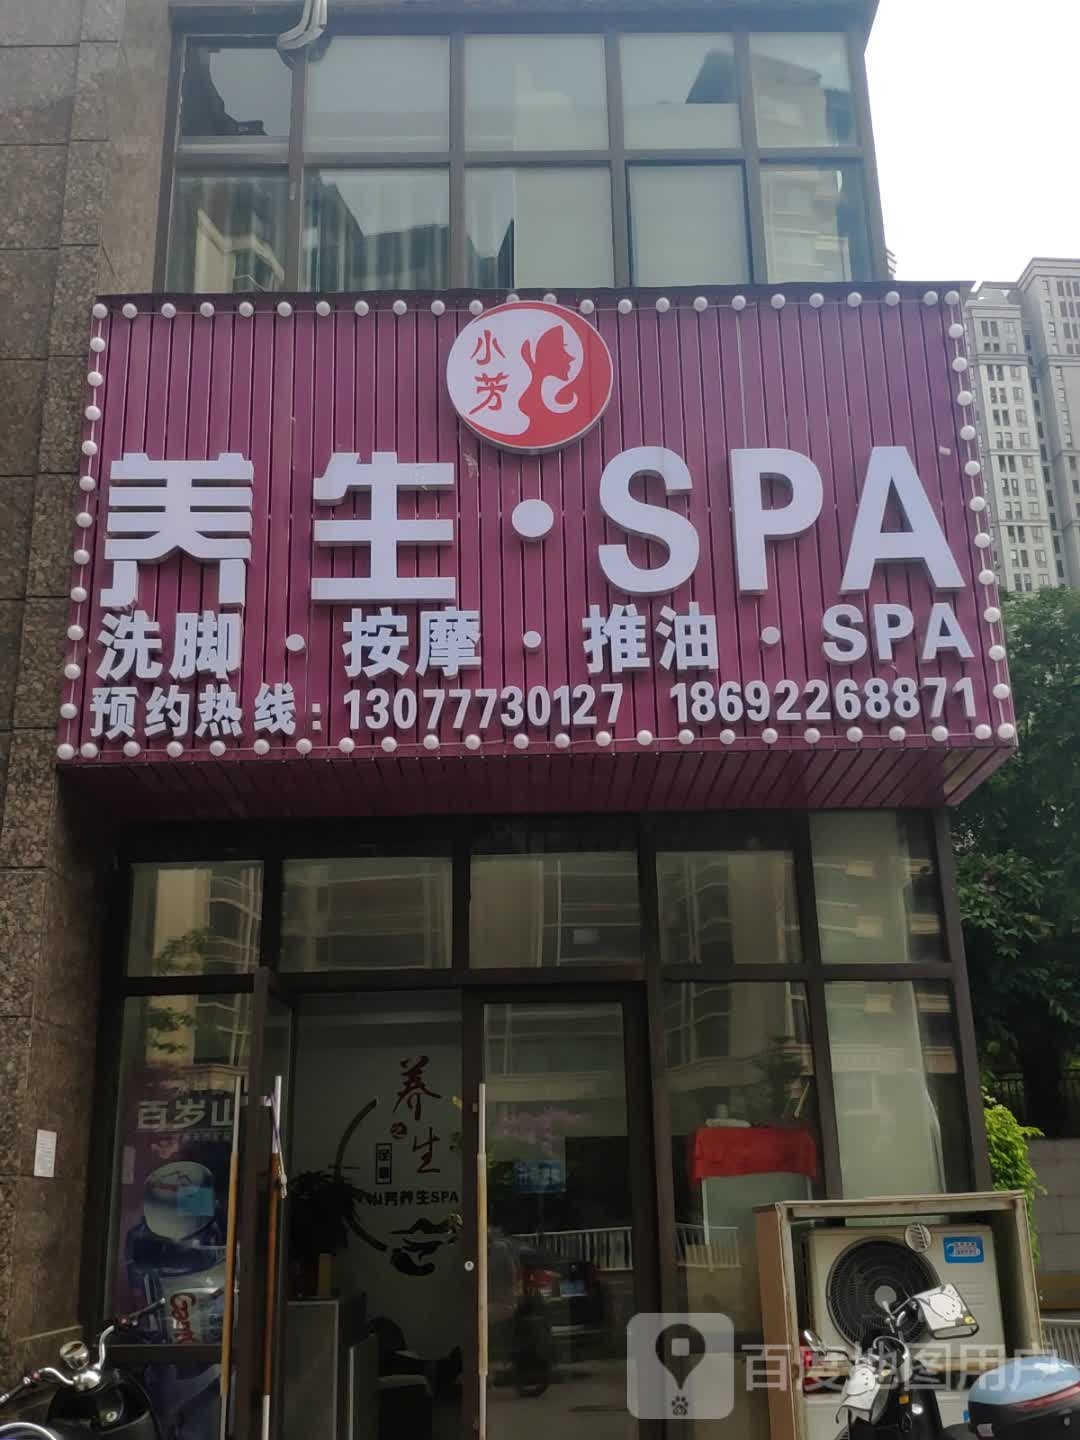 小芳
养生·SPA
洗脚·按摩·推油·SPA
预约热线:13077730127 18692268871
养之生
小芳养生SPA
百岁山
百度地图用户